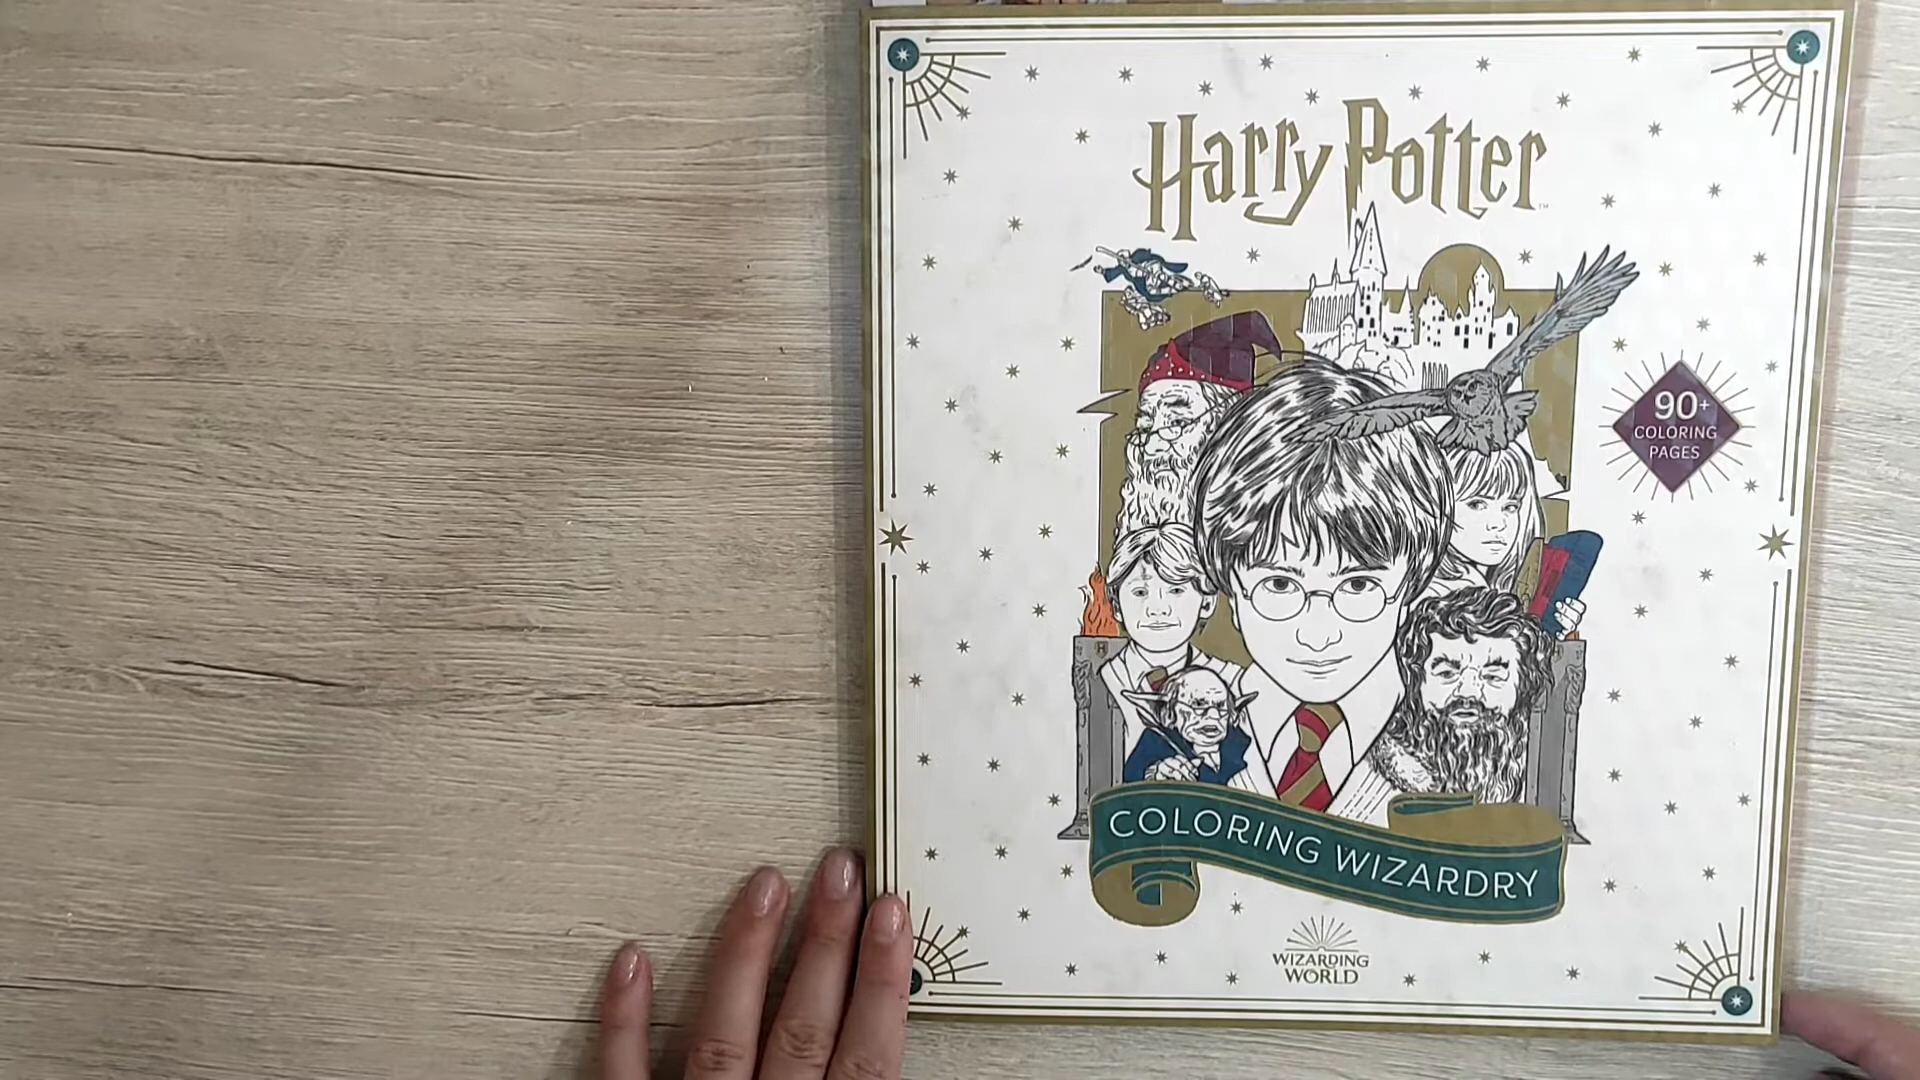 Harry Potter
90+
COLORING
PAGES
COLORING WIZARDRY
WIZARDING
WORLD